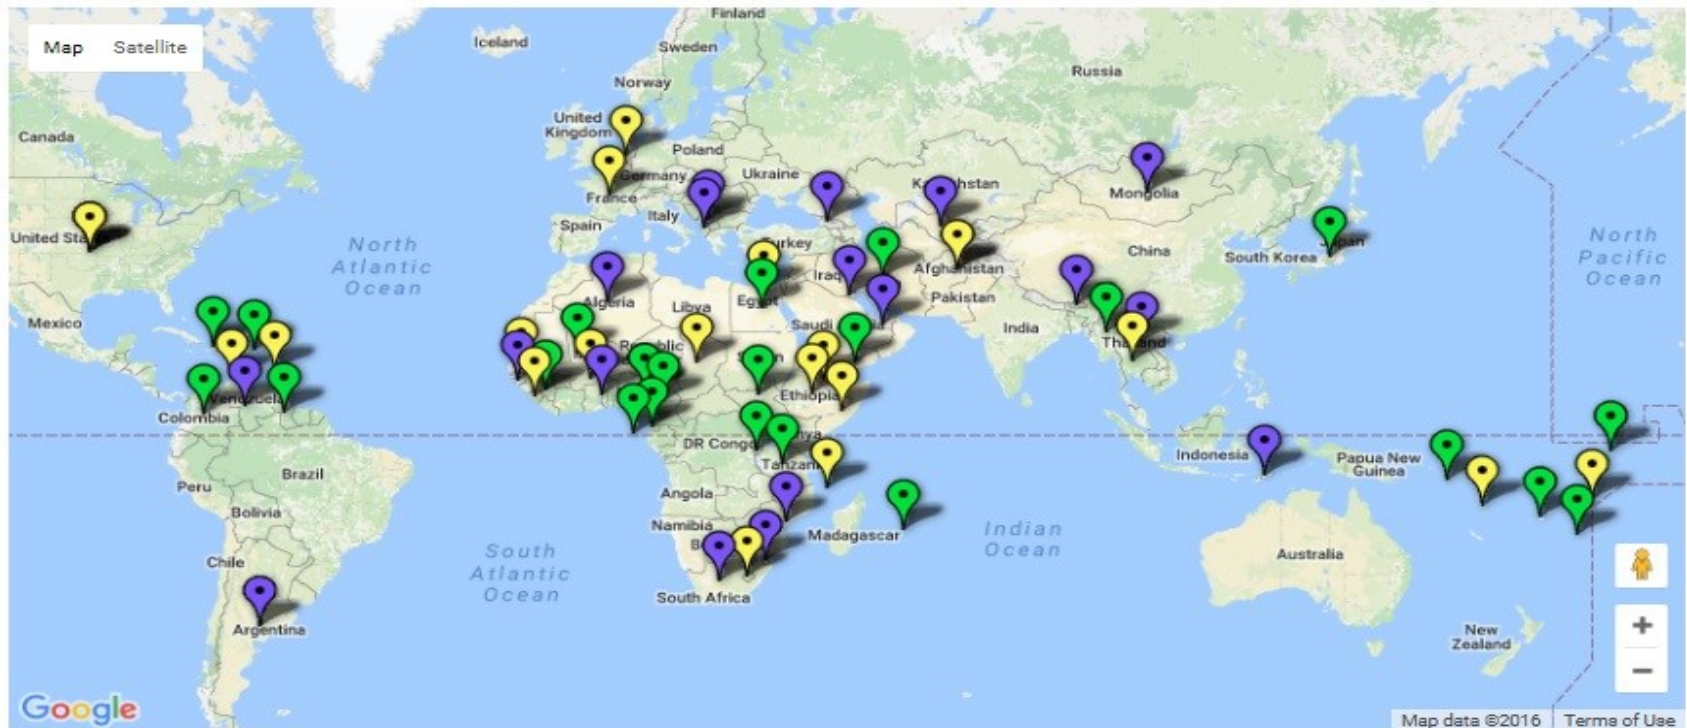 Finland
Map Satellite
Iceland
Sweden
Russia
Norway
United
Kingdom
Canada
Poland
Germany
Ukraine
Mongolia
France
Italy
Spain
United Sta
North
Atlantic
Ocean
Turkey
China
South Korea
Japan
North
Pacific
Ocean
Iraq
Afghanistan
Algeria
Libya
Egypt
Pakistan
Mexico
Saudi
India
Ethiopia
Colombia
Venezuela
DR Congo
Tanzan
Indonesia
Papua New
Guinea
Peru
Brazil
Angola
Bolivia
Namibia
Madagascar
Indian
Ocean
South
Atlantic
Ocean
Chile
Australia
South Africa
Argentina
New
Zealand
+
−
Google
Map data ©2016 Terms of Use